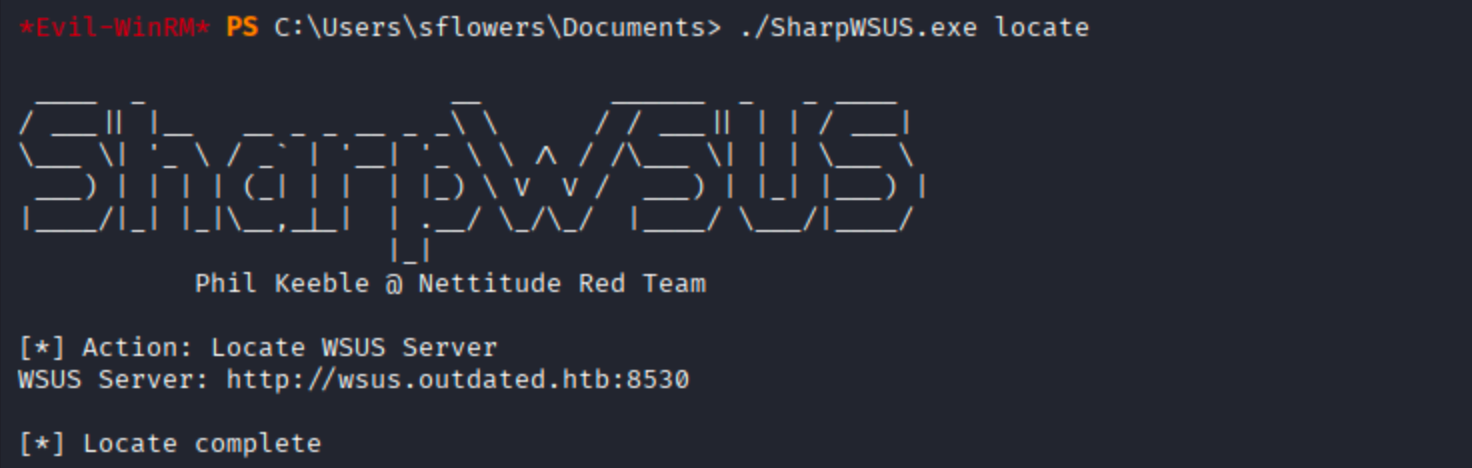 *Evil-WinRM* PS C:\Users\sflowers\Documents> ./SharpWSUS.exe locate
SharpWSUS
Phil Keeble @ Nettitude Red Team
[*] Action: Locate WSUS Server
WSUS Server: http://wsus.outdated.htb:8530
[*] Locate complete